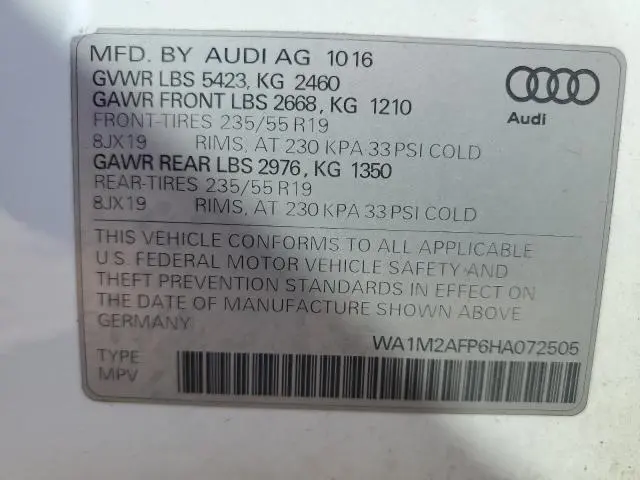 MFD. BY AUDI AG 1016
GVWR LBS 5423, KG 2460
GAWR FRONT LBS 2668, KG 1210
FRONT-TIRES 235/55 R19
8JX19 RIMS, AT 230 KPA 33 PSI COLD
GAWR REAR LBS 2976, KG 1350
REAR-TIRES 235/55 R19
8JX19 RIMS, AT 230 KPA 33 PSI COLD
Audi
THIS VEHICLE CONFORMS TO ALL APPLICABLE
U.S. FEDERAL MOTOR VEHICLE SAFETY AND
THEFT PREVENTION STANDARDS IN EFFECT ON
THE DATE OF MANUFACTURE SHOWN ABOVE
GERMANY
WA1M2AFP6HA072505
TYPE
MPV